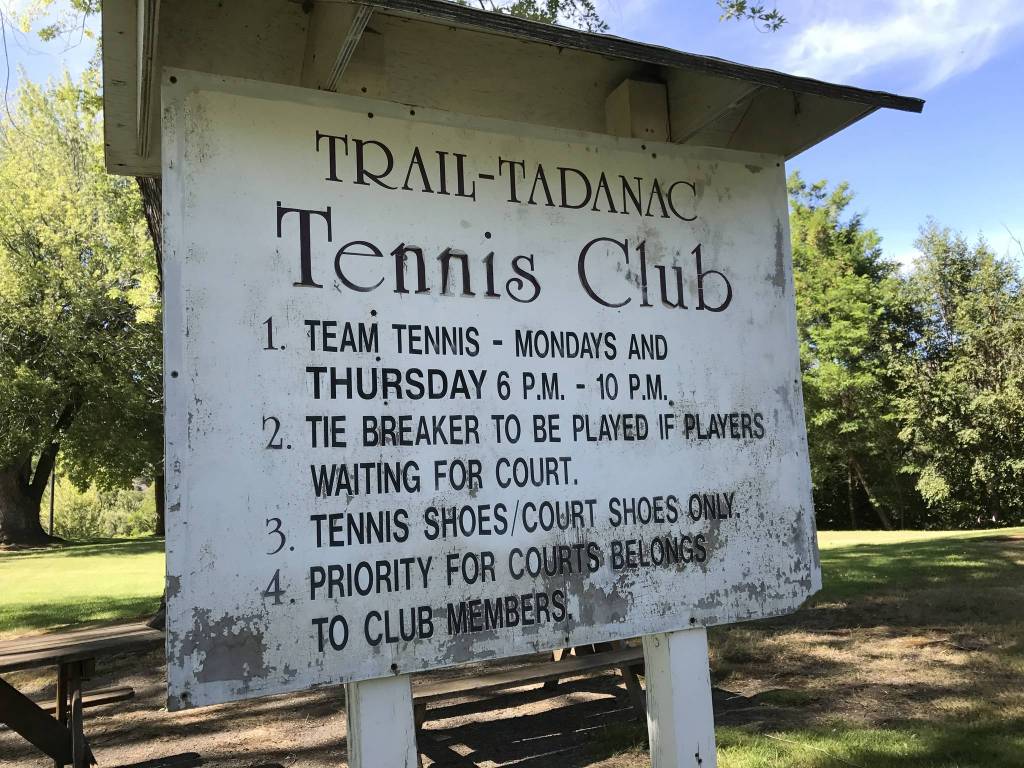 TRAIL-TADANAC
Tennis Club
1. TEAM TENNIS - MONDAYS AND
THURSDAY 6 P.M. - 10 P.M.
2. TIE BREAKER TO BE PLAYED IF PLAYERS
WAITING FOR COURT.
3. TENNIS SHOES/COURT SHOES ONLY.
4. PRIORITY FOR COURTS BELONGS
TO CLUB MEMBERS.